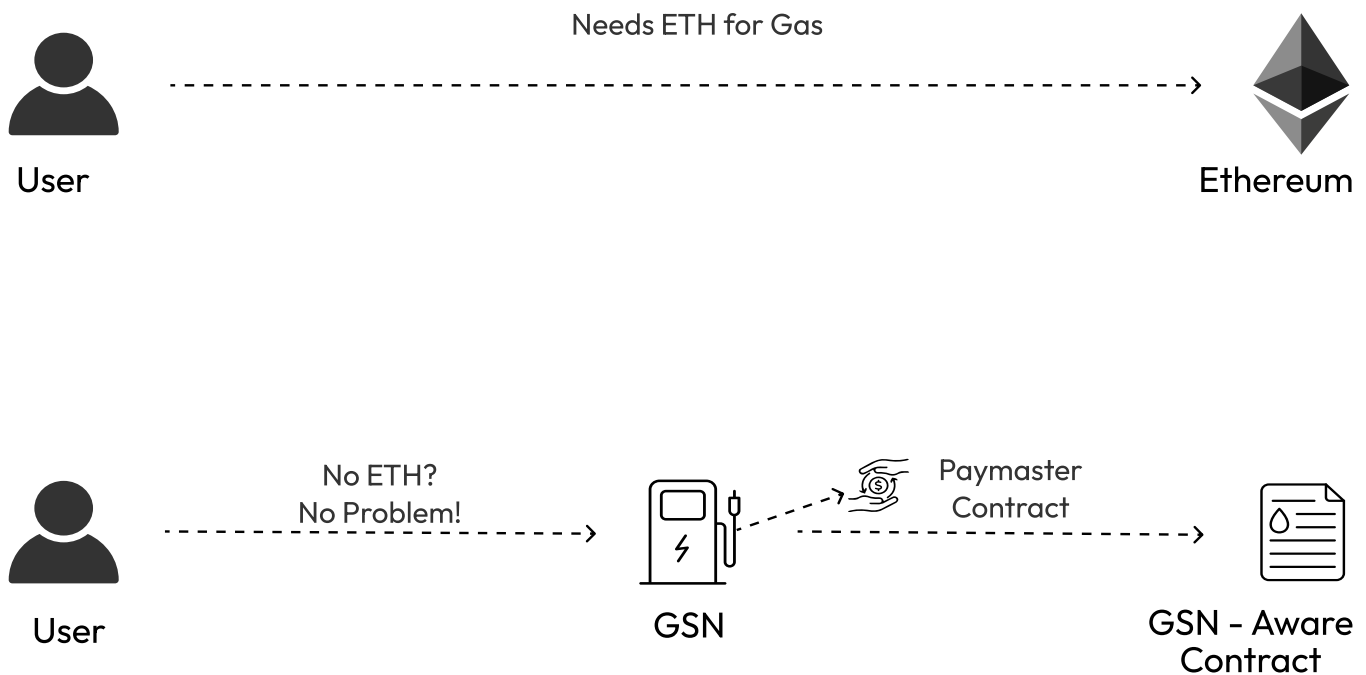 Needs ETH for Gas
User
Ethereum
No ETH?
No Problem!
Paymaster
Contract
$
User
GSN
GSN - Aware
Contract